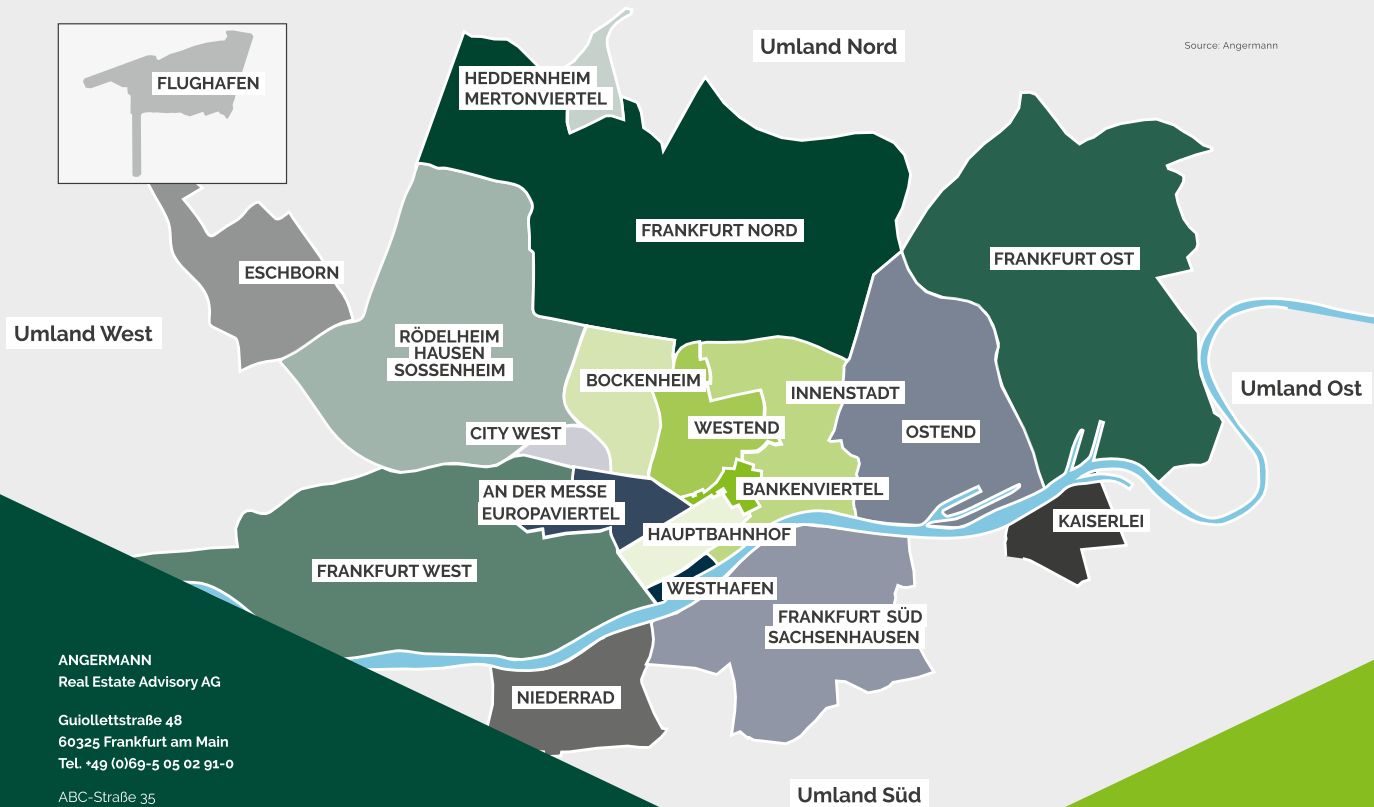 Umland Nord
Source: Angermann
FLUGHAFEN
HEDDERNHEIM
MERTONVIERTEL
FRANKFURT NORD
FRANKFURT OST
ESCHBORN
Umland West
RÖDELHEIM
HAUSEN
SOSSENHEIM
BOCKENHEIM
INNENSTADT
Umland Ost
CITY WEST
WESTEND
OSTEND
AN DER MESSE
EUROPAVIERTEL
BANKENVIERTEL
HAUPTBAHNHOF
KAISERLEI
FRANKFURT WEST
WESTHAFEN
FRANKFURT SÜD
SACHSENHAUSEN
NIEDERRAD
ANGERMANN
Real Estate Advisory AG
Guiollettstraße 48
60325 Frankfurt am Main
Tel. +49 (0)69-5 05 02 91-0
ABC-Straße 35
Umland Süd